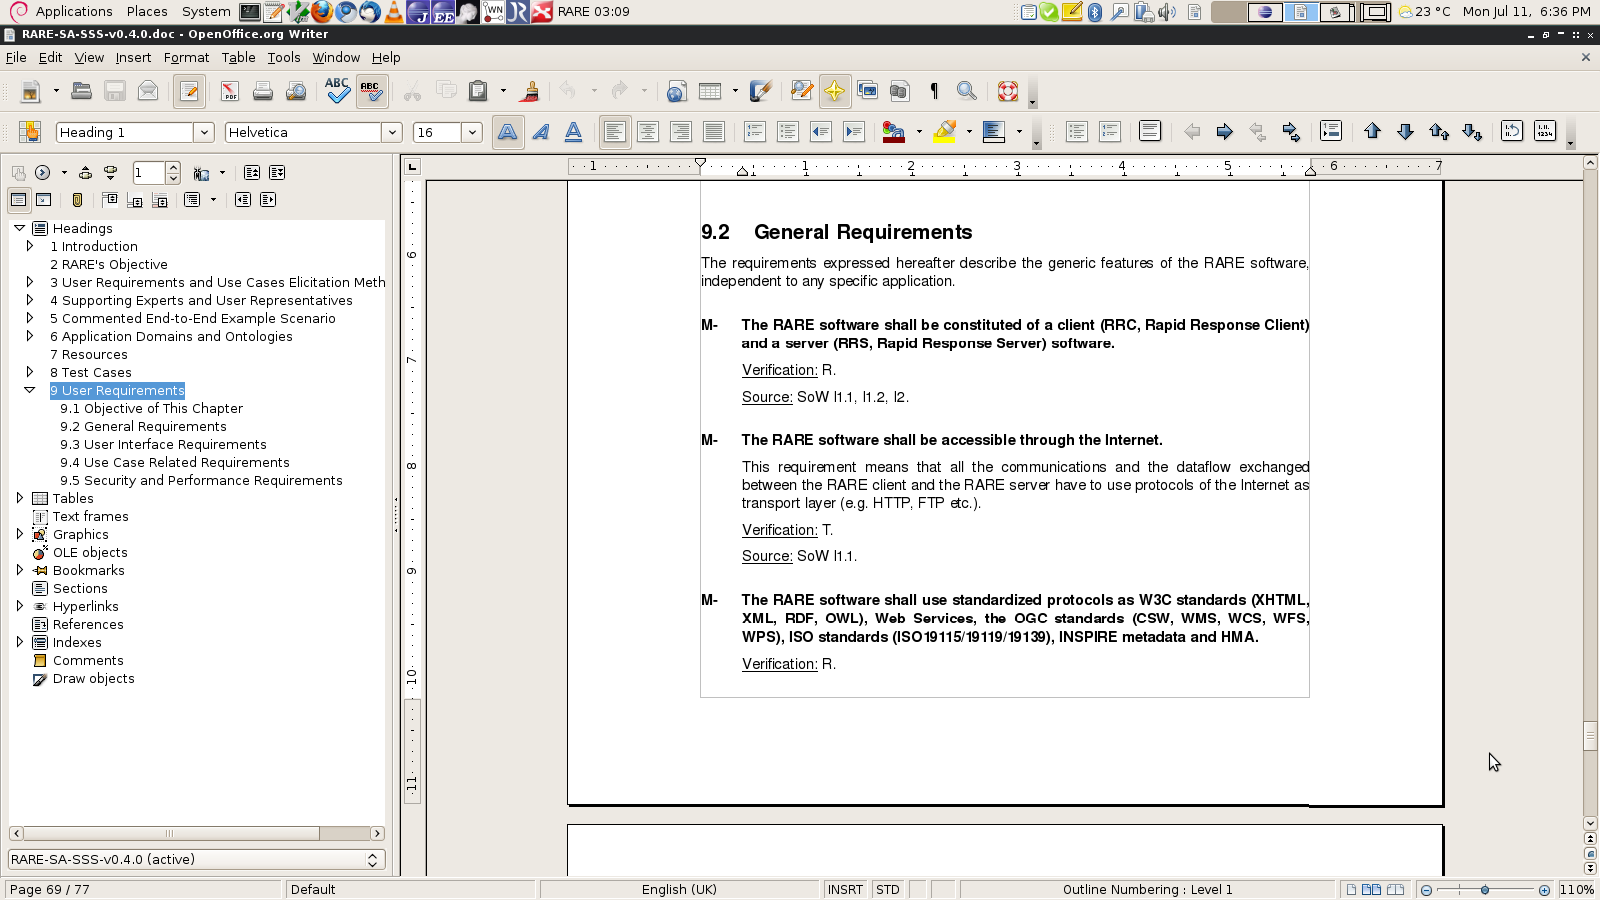 Applications Places System RARE 03:09 23 °C Mon Jul 11, 6:36 PM
RARE-SA-SSS-v0.4.0.doc - OpenOffice.org Writer
File Edit View Insert Format Table Tools Window Help
Heading 1 Helvetica 16
1
Headings
1 Introduction
2 RARE's Objective
3 User Requirements and Use Cases Elicitation Meth
4 Supporting Experts and User Representatives
5 Commented End-to-End Example Scenario
6 Application Domains and Ontologies
7 Resources
8 Test Cases
9 User Requirements
9.1 Objective of This Chapter
9.2 General Requirements
9.3 User Interface Requirements
9.4 Use Case Related Requirements
9.5 Security and Performance Requirements
Tables
Text frames
Graphics
OLE objects
Bookmarks
Sections
Hyperlinks
References
Indexes
Comments
Draw objects
RARE-SA-SSS-v0.4.0 (active)
1 1 2 3 4 5 6 7
6
7
8
9
10
11
9.2 General Requirements
The requirements expressed hereafter describe the generic features of the RARE software,
independent to any specific application.
M- The RARE software shall be constituted of a client (RRC, Rapid Response Client)
and a server (RRS, Rapid Response Server) software.
Verification: R.
Source: SoW I1.1, I1.2, I2.
M- The RARE software shall be accessible through the Internet.
This requirement means that all the communications and the dataflow exchanged
between the RARE client and the RARE server have to use protocols of the Internet as
transport layer (e.g. HTTP, FTP etc.).
Verification: T.
Source: SoW I1.1.
M- The RARE software shall use standardized protocols as W3C standards (XHTML,
XML, RDF, OWL), Web Services, the OGC standards (CSW, WMS, WCS, WFS,
WPS), ISO standards (ISO19115/19119/19139), INSPIRE metadata and HMA.
Verification: R.
Page 69 / 77 Default English (UK) INSRT STD Outline Numbering : Level 1 110%